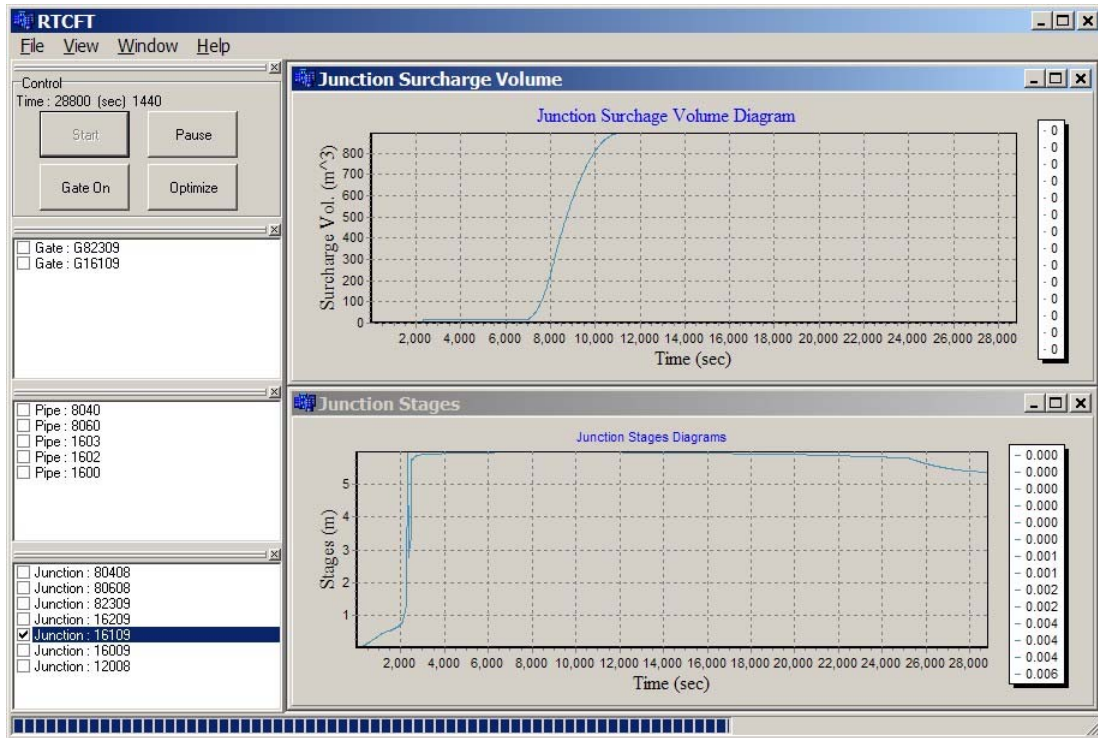 RTCFT
File View Window Help
Control
Time : 28800 (sec) 1440
Start Pause
Gate On Optimize
Gate : G82309
Gate : G16109
Pipe : 8040
Pipe : 8060
Pipe : 1603
Pipe : 1602
Pipe : 1600
Junction : 80408
Junction : 80608
Junction : 82309
Junction : 16209
Junction : 16109
Junction : 16009
Junction : 12008
Junction Surcharge Volume
Junction Surchage Volume Diagram
Surcharge Vol. (m^3)
800
700
600
500
400
300
200
100
0
2,000 4,000 6,000 8,000 10,000 12,000 14,000 16,000 18,000 20,000 22,000 24,000 26,000 28,000
Time (sec)
0
0
0
0
0
0
0
0
0
0
0
0
0
0
Junction Stages
Junction Stages Diagrams
Stages (m)
5
4
3
2
1
2,000 4,000 6,000 8,000 10,000 12,000 14,000 16,000 18,000 20,000 22,000 24,000 26,000 28,000
Time (sec)
0.000
0.000
0.000
0.000
0.000
0.000
0.001
0.001
0.002
0.002
0.004
0.004
0.004
0.006